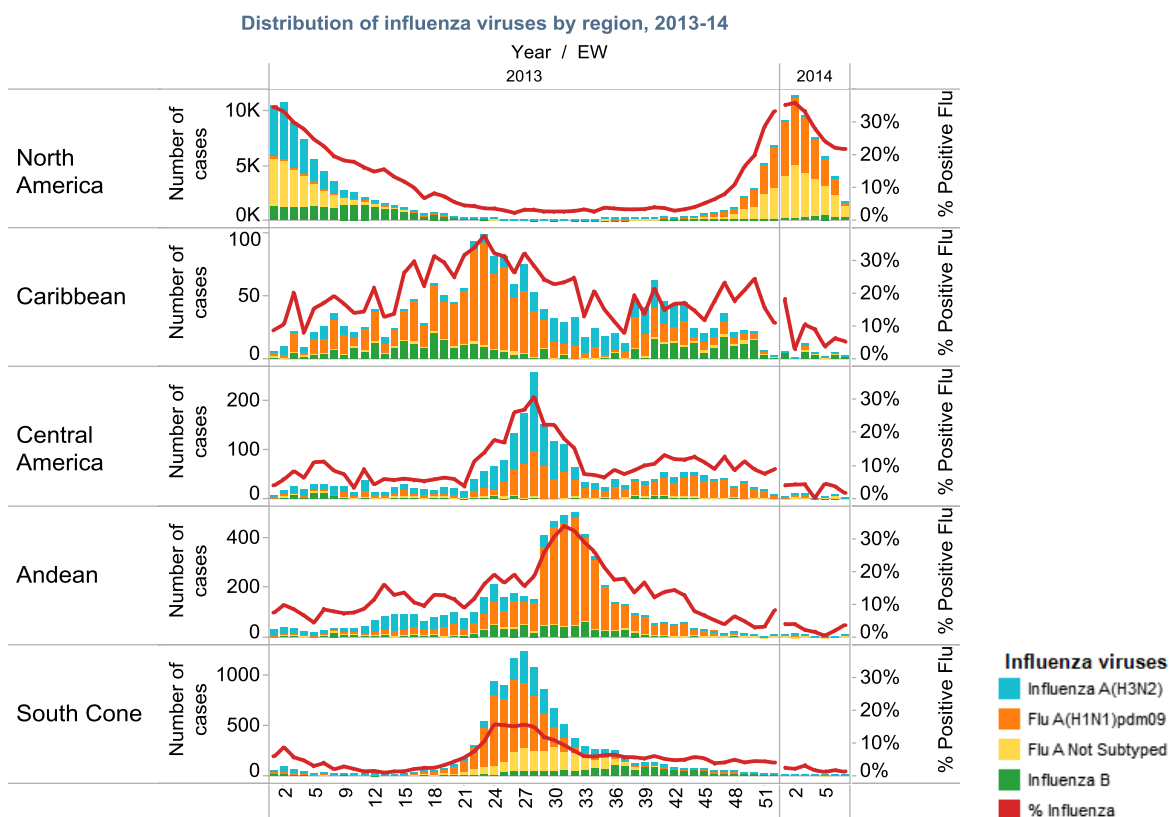 Distribution of influenza viruses by region, 2013-14
Year / EW
2013 2014
North
America
Number of
cases
10K
5K
0K
30%
20%
10%
0%
% Positive Flu
Caribbean
Number of
cases
100
50
0
30%
20%
10%
0%
% Positive Flu
Central
America
Number of
cases
200
100
0
30%
20%
10%
0%
% Positive Flu
Andean
Number of
cases
400
200
0
30%
20%
10%
0%
% Positive Flu
South Cone
Number of
cases
1000
500
0
30%
20%
10%
0%
% Positive Flu
2 5 6 9 12 15 18 21 24 27 30 33 36 39 42 45 48 51 2 5
Influenza viruses
Influenza A(H3N2)
Flu A(H1N1)pdm09
Flu A Not Subtyped
Influenza B
% Influenza